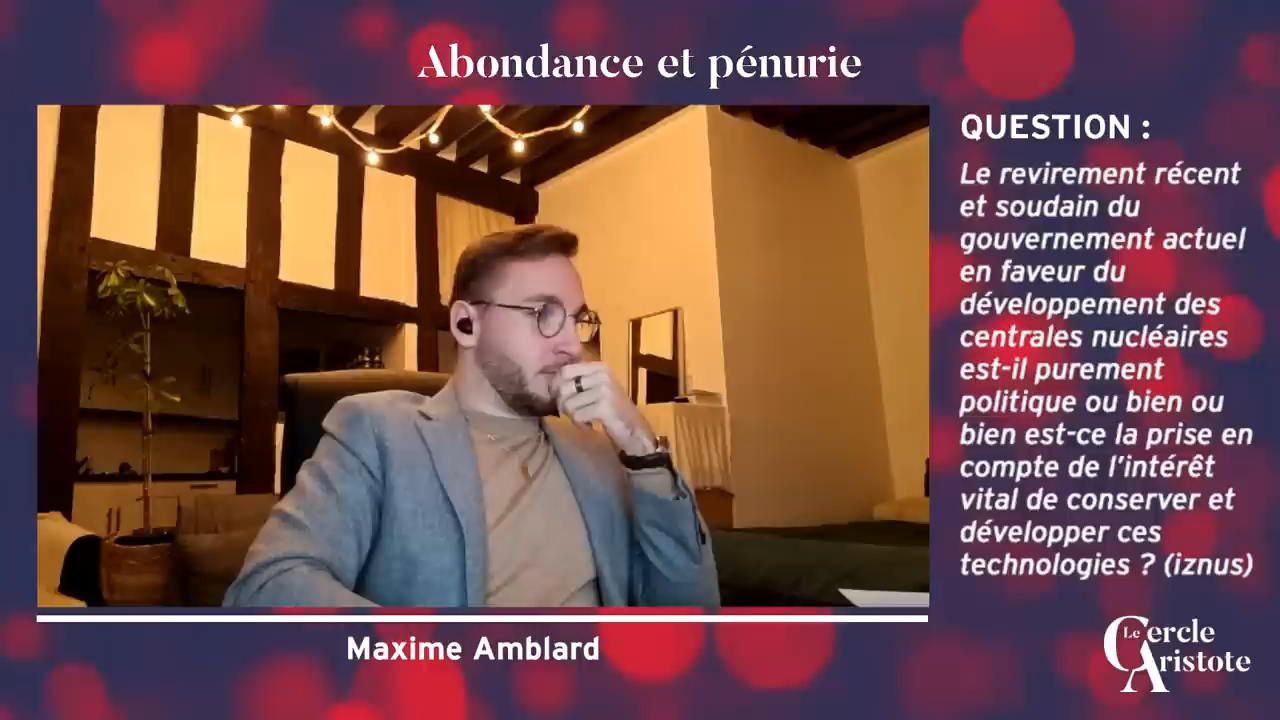 Abondance et pénurie
QUESTION :
Le revirement récent
et soudain du
gouvernement actuel
en faveur du
développement des
centrales nucléaires
est-il purement
politique ou bien ou
bien est-ce la prise en
compte de l'intérêt
vital de conserver et
développer ces
technologies ? (iznus)
Maxime Amblard
Le Cercle
Aristote